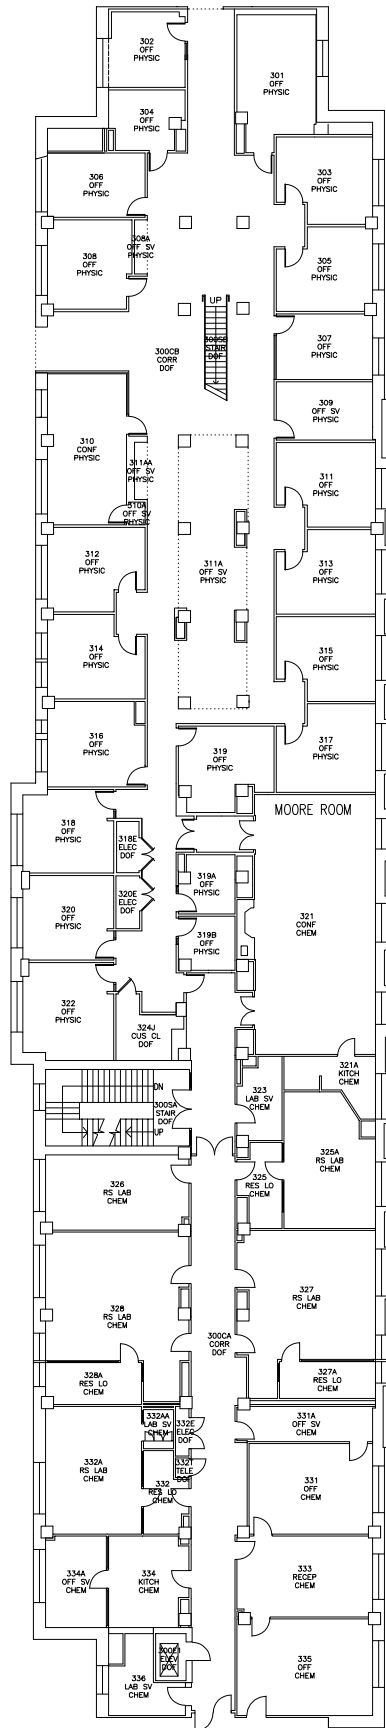 302
OFF
PHYSIC
301
OFF
PHYSIC
304
OFF
PHYSIC
306
OFF
PHYSIC
303
OFF
PHYSIC
308A
OFF SV
PHYSIC
308
OFF
PHYSIC
305
OFF
PHYSIC
UP
300SB
STAIR
DOF
307
OFF
PHYSIC
300CB
CORR
DOF
309
OFF SV
PHYSIC
310
CONF
PHYSIC
311AA
OFF SV
PHYSIC
311
OFF
PHYSIC
310A
OFF SV
PHYSIC
312
OFF
PHYSIC
311A
OFF SV
PHYSIC
313
OFF
PHYSIC
314
OFF
PHYSIC
315
OFF
PHYSIC
316
OFF
PHYSIC
317
OFF
PHYSIC
319
OFF
PHYSIC
MOORE ROOM
318
OFF
PHYSIC
318E
ELEC
DOF
319A
OFF
PHYSIC
320E
ELEC
DOF
320
OFF
PHYSIC
321
CONF
CHEM
319B
OFF
PHYSIC
322
OFF
PHYSIC
324J
CUS CL
DOF
321A
KITCH
CHEM
DN
323
LAB SV
CHEM
300SA
STAIR
DOF
UP
325A
RS LAB
CHEM
325
RES LO
CHEM
326
RS LAB
CHEM
327
RS LAB
CHEM
328
RS LAB
CHEM
300CA
CORR
DOF
328A
RES LO
CHEM
327A
RES LO
CHEM
332AA
LAB SV
CHEM
332E
ELEC
DOF
331A
OFF SV
CHEM
332A
RS LAB
CHEM
332T
TELE
DOF
332
RES LO
CHEM
331
OFF
CHEM
334A
OFF SV
CHEM
334
KITCH
CHEM
333
RECEP
CHEM
300E1
ELEV
DOF
335
OFF
CHEM
336
LAB SV
CHEM